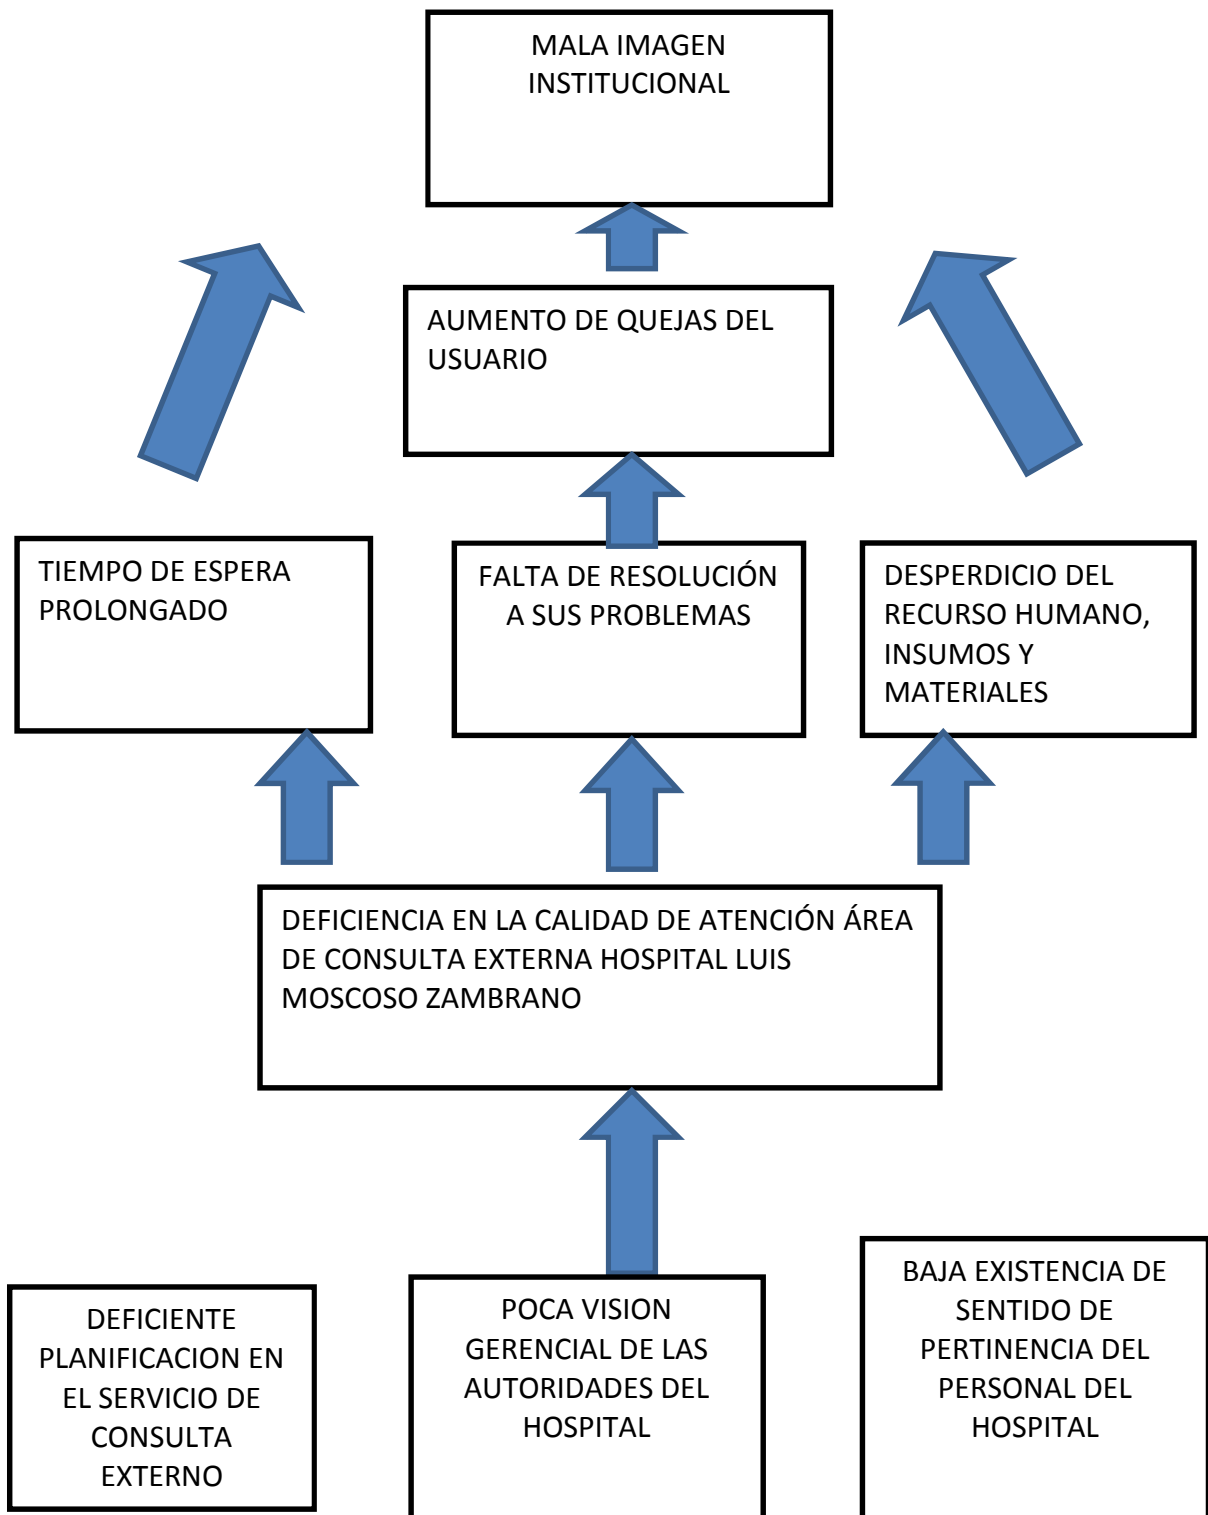 MALA IMAGEN
INSTITUCIONAL
AUMENTO DE QUEJAS DEL
USUARIO
TIEMPO DE ESPERA
PROLONGADO
FALTA DE RESOLUCIÓN
A SUS PROBLEMAS
DESPERDICIO DEL
RECURSO HUMANO,
INSUMOS Y
MATERIALES
DEFICIENCIA EN LA CALIDAD DE ATENCIÓN ÁREA
DE CONSULTA EXTERNA HOSPITAL LUIS
MOSCOSO ZAMBRANO
DEFICIENTE
PLANIFICACION EN
EL SERVICIO DE
CONSULTA
EXTERNO
POCA VISION
GERENCIAL DE LAS
AUTORIDADES DEL
HOSPITAL
BAJA EXISTENCIA DE
SENTIDO DE
PERTINENCIA DEL
PERSONAL DEL
HOSPITAL